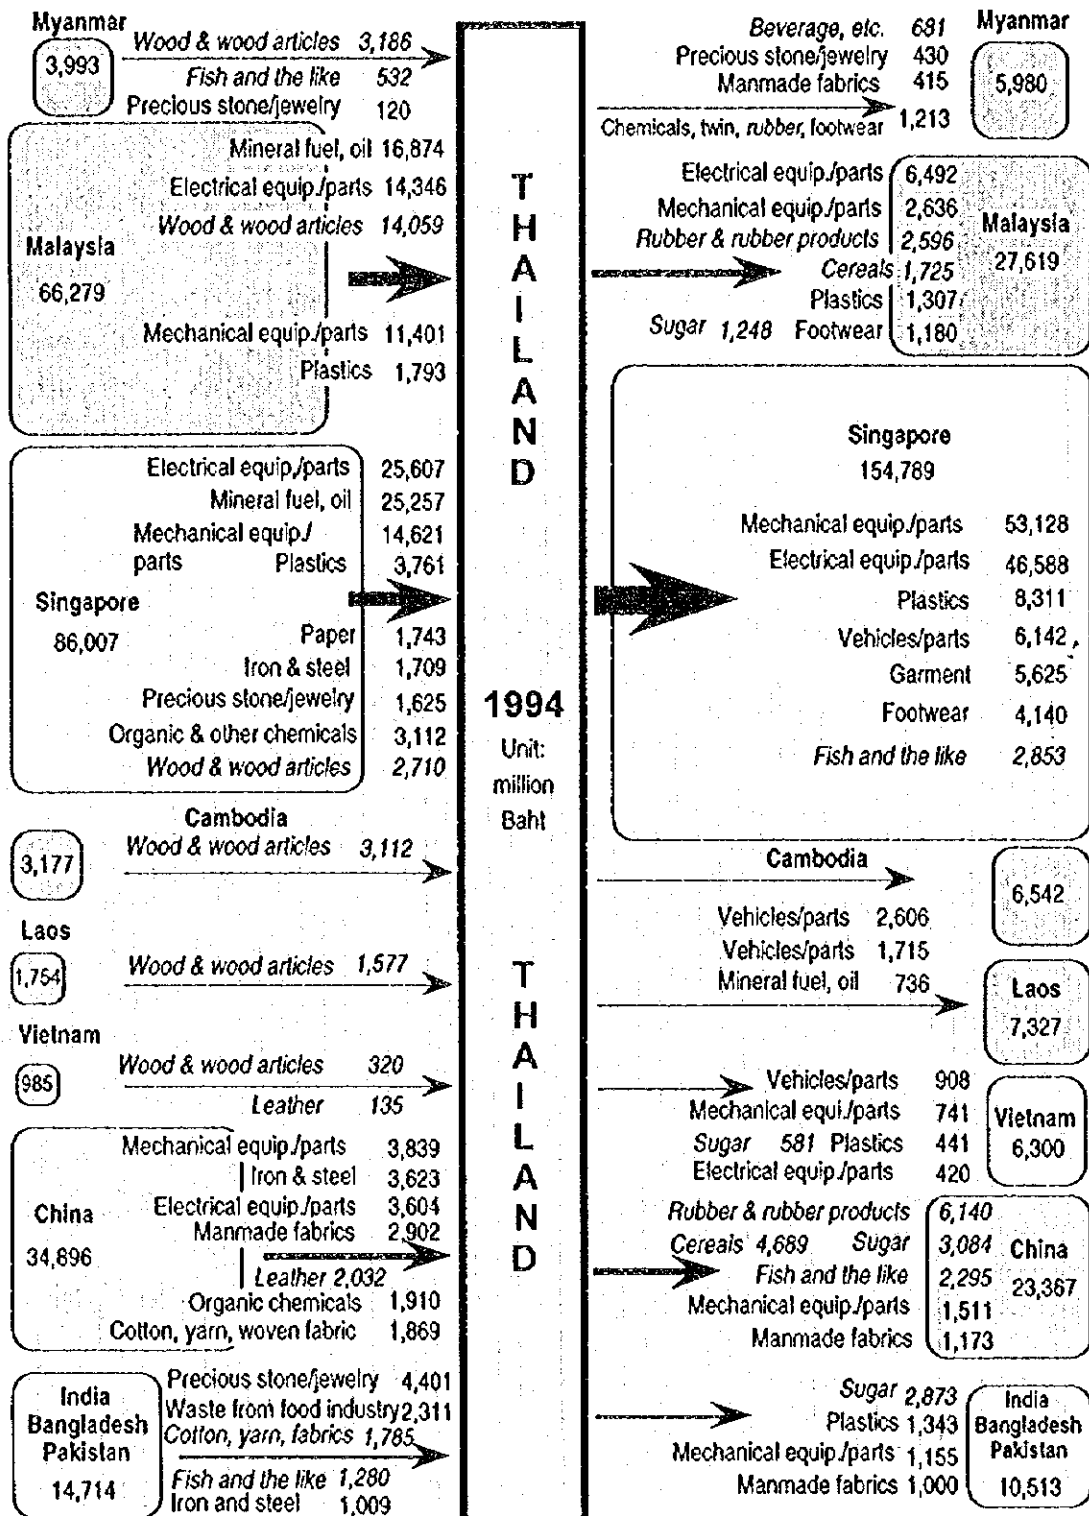 Myanmar
3,993
Wood & wood articles 3,186
Fish and the like 532
Precious stone/jewelry 120
Mineral fuel, oil 16,874
Electrical equip./parts 14,346
Wood & wood articles 14,059
Malaysia
66,279
Mechanical equip./parts 11,401
Plastics 1,793
Electrical equip./parts 25,607
Mineral fuel, oil 25,257
Mechanical equip./ 14,621
parts Plastics 3,761
Singapore
86,007
Paper 1,743
Iron & steel 1,709
Precious stone/jewelry 1,625
Organic & other chemicals 3,112
Wood & wood articles 2,710
Cambodia
3,177
Wood & wood articles 3,112
Laos
1,754
Wood & wood articles 1,577
Vietnam
985
Wood & wood articles 320
Leather 135
Mechanical equip./parts 3,839
Iron & steel 3,623
Electrical equip./parts 3,604
Manmade fabrics 2,902
China
34,896
Leather 2,032
Organic chemicals 1,910
Cotton, yarn, woven fabric 1,869
India
Bangladesh
Pakistan
14,714
Precious stone/jewelry 4,401
Waste from food industry 2,311
Cotton, yarn, fabrics 1,785
Fish and the like 1,280
Iron and steel 1,009
THAILAND
1994
Unit:
million
Baht
THAILAND
Beverage, etc. 681
Precious stone/jewelry 430
Manmade fabrics 415
Chemicals, twin, rubber, footwear 1,213
Myanmar
5,980
Electrical equip./parts 6,492
Mechanical equip./parts 2,636
Rubber & rubber products 2,596
Cereals 1,725
Plastics 1,307
Sugar 1,248 Footwear 1,180
Malaysia
27,619
Singapore
154,789
Mechanical equip./parts 53,128
Electrical equip./parts 46,588
Plastics 8,311
Vehicles/parts 6,142
Garment 5,625
Footwear 4,140
Fish and the like 2,853
Cambodia
6,542
Vehicles/parts 2,606
Vehicles/parts 1,715
Mineral fuel, oil 736
Laos
7,327
Vehicles/parts 908
Mechanical equi./parts 741
Sugar 581 Plastics 441
Electrical equip./parts 420
Vietnam
6,300
Rubber & rubber products 6,140
Cereals 4,689 Sugar 3,084
Fish and the like 2,295
Mechanical equip./parts 1,511
Manmade fabrics 1,173
China
23,367
Sugar 2,873
Plastics 1,343
Mechanical equip./parts 1,155
Manmade fabrics 1,000
India
Bangladesh
Pakistan
10,513